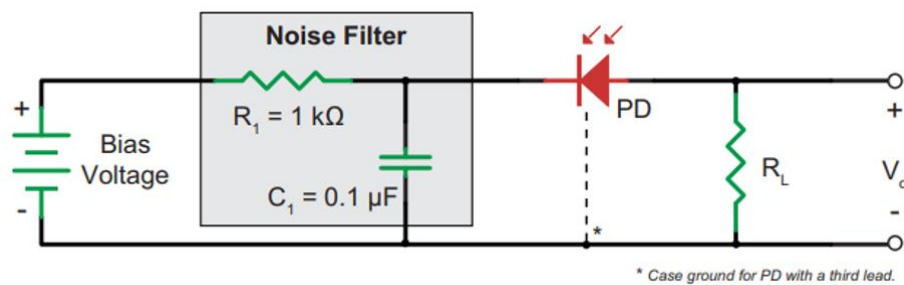 Noise Filter
+
R₁ = 1 kΩ
PD
+
Bias
Voltage
R_L
-
C₁ = 0.1 µF
-
*
* Case ground for PD with a third lead.